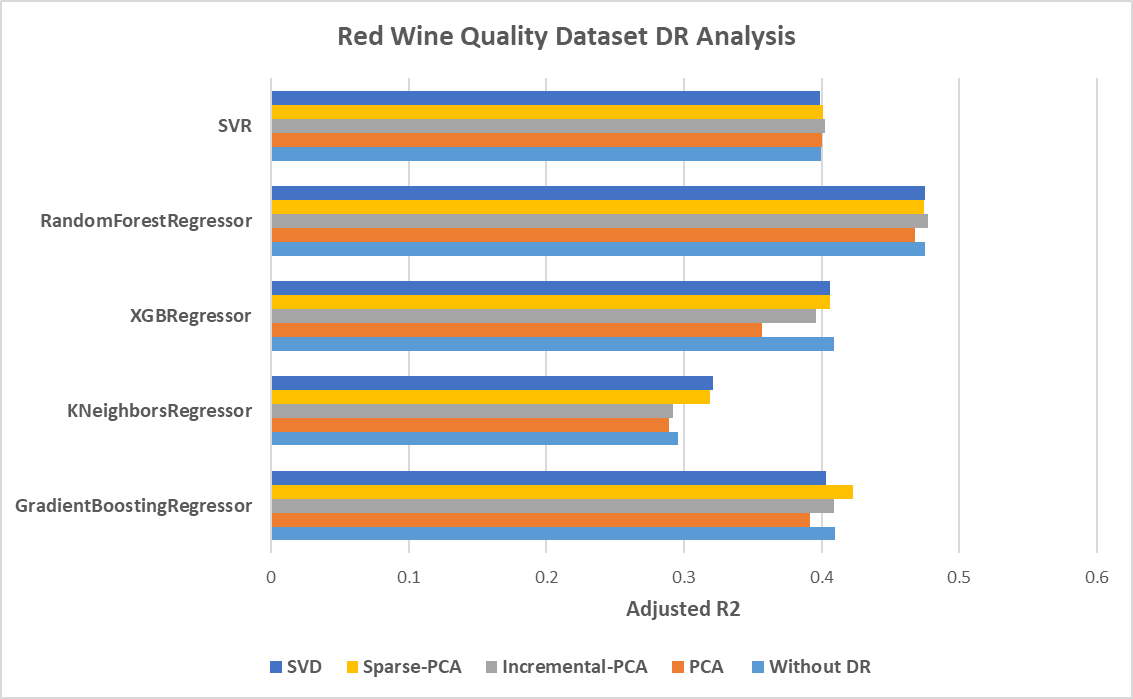 Red Wine Quality Dataset DR Analysis
SVR
RandomForestRegressor
XGBRegressor
KNeighborsRegressor
GradientBoostingRegressor
0 0.1 0.2 0.3 0.4 0.5 0.6
Adjusted R2
SVD Sparse-PCA Incremental-PCA PCA Without DR